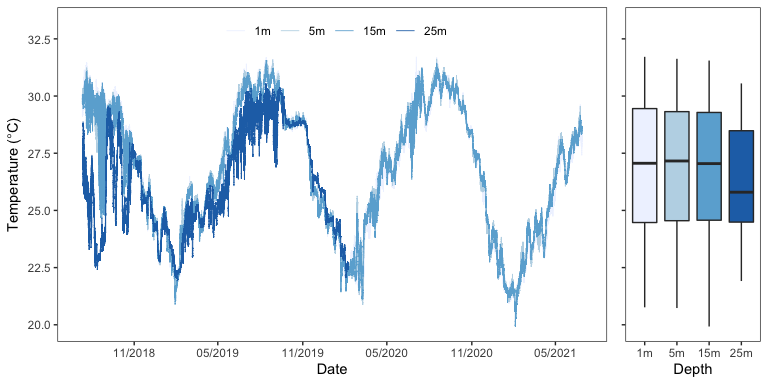 1m 5m 15m 25m
Temperature (°C)
32.5
30.0
27.5
25.0
22.5
20.0
11/2018 05/2019 11/2019 05/2020 11/2020 05/2021
Date
1m 5m 15m 25m
Depth